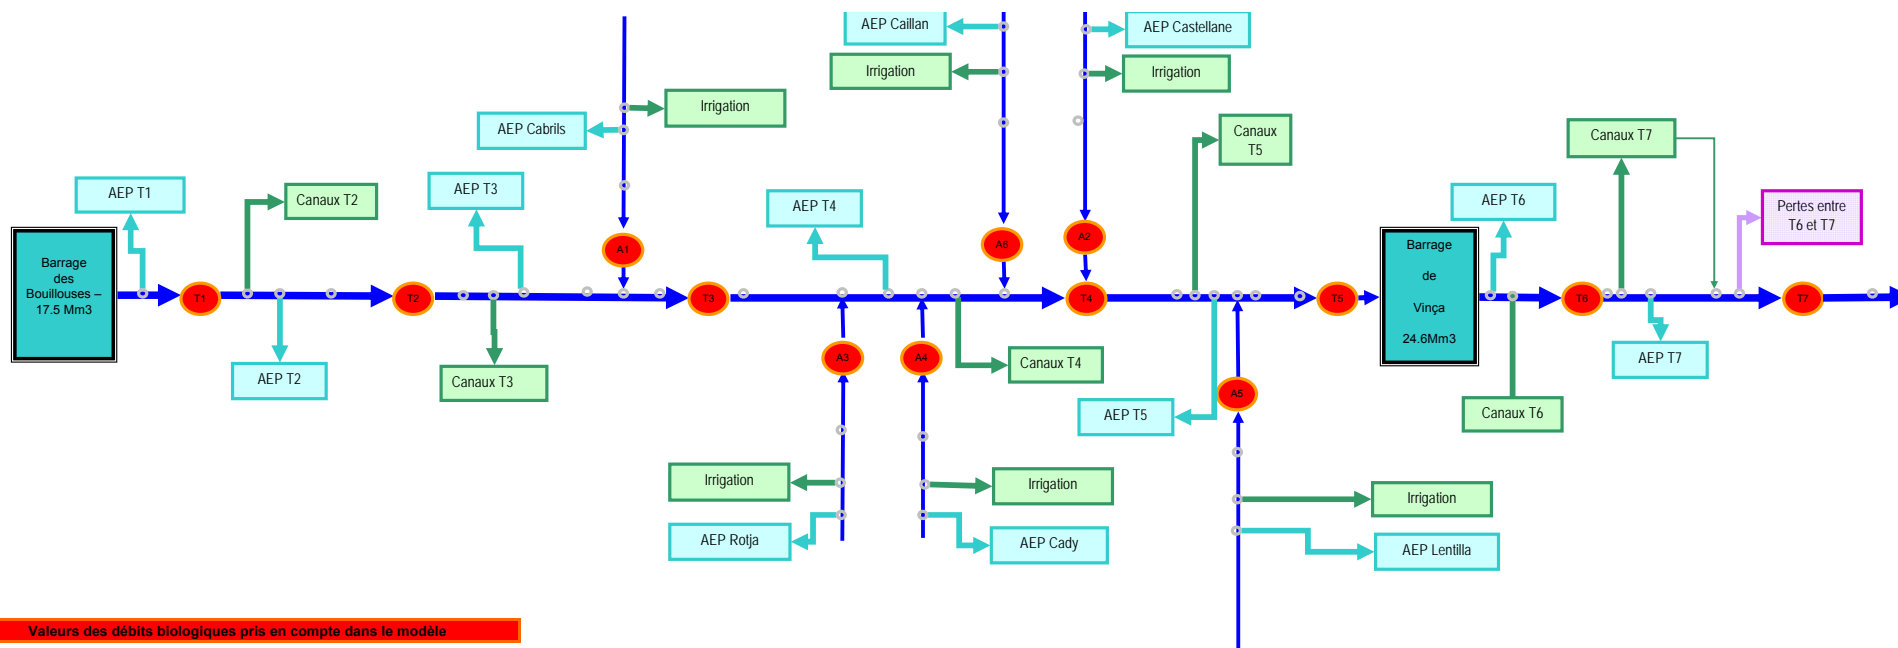 AEP Caillan
AEP Castellane
Irrigation
Irrigation
Irrigation
AEP Cabrils
Canaux
T5
Canaux T7
AEP T1
Canaux T2
AEP T3
AEP T4
AEP T6
Pertes entre
T6 et T7
Barrage
des
Bouillouses –
17.5 Mm3
A1
A6
A2
Barrage
de
Vinça
24.6Mm3
T1
T2
T3
T4
T5
T6
T7
AEP T2
Canaux T3
A3
A4
Canaux T4
A5
AEP T7
AEP T5
Canaux T6
Irrigation
Irrigation
Irrigation
AEP Rotja
AEP Cady
AEP Lentilla
Valeurs des débits biologiques pris en compte dans le modèle